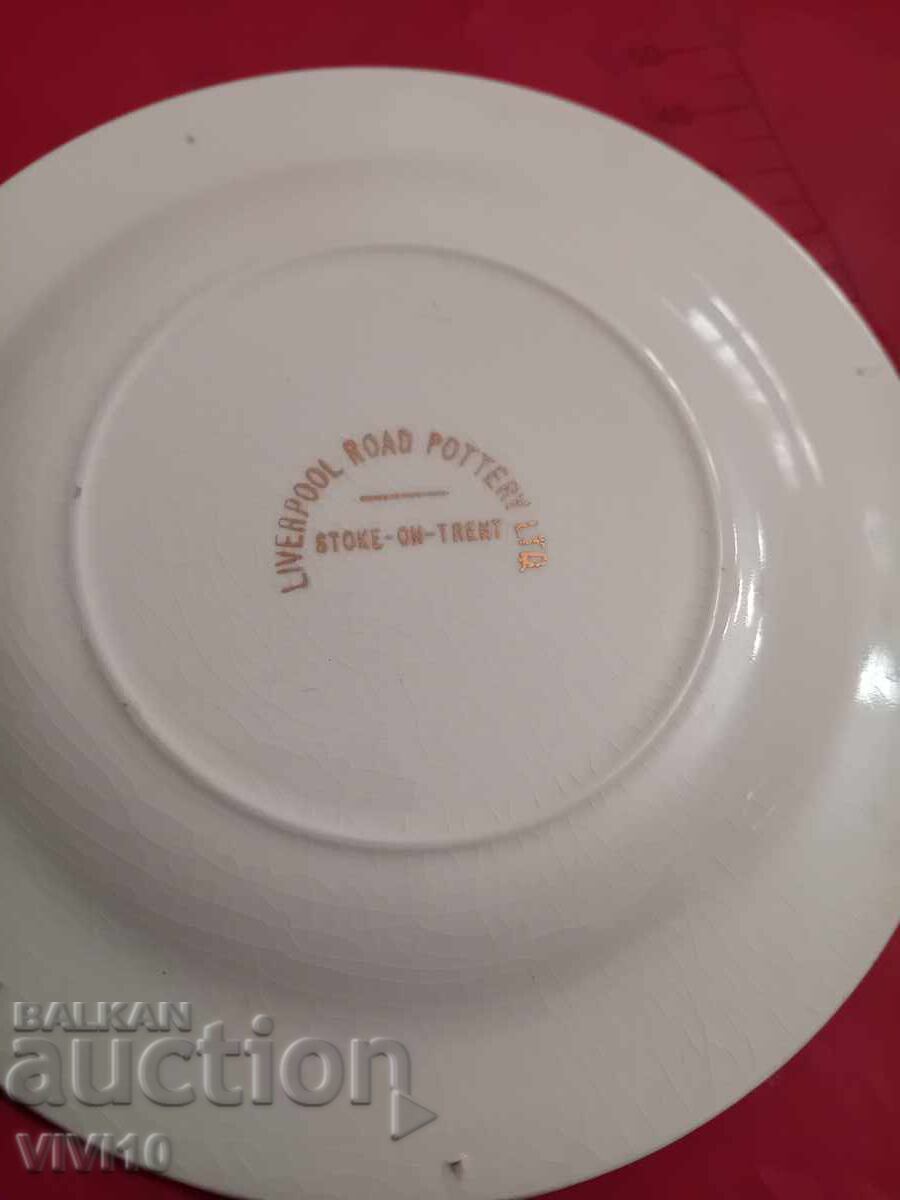 LIVERPOOL ROAD POTTERY LTD
STOKE-ON-TRENT
BALKAN
auction
VIVI10